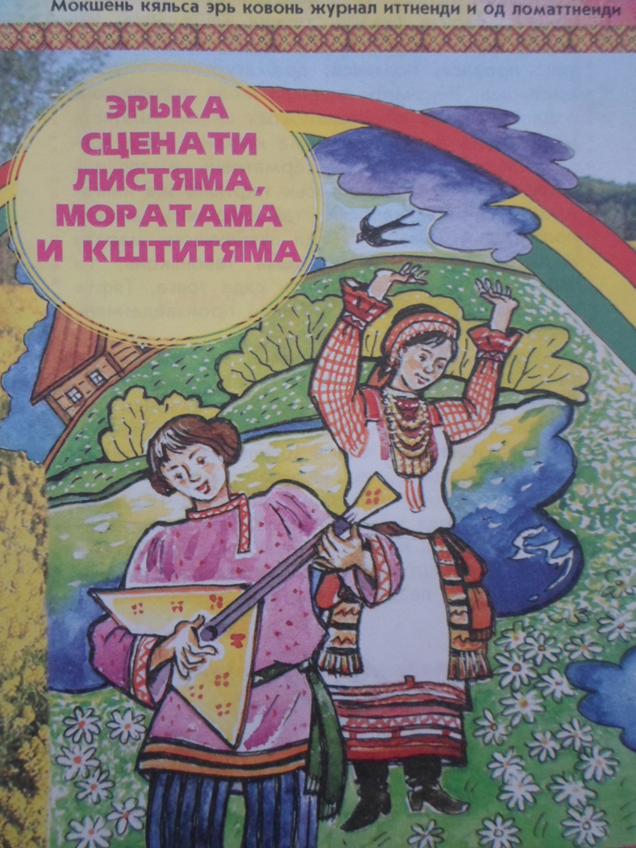 Мокшень кяльса эрь ковонь журнал иттненди и од ломаттненди
ЭРЬКА
СЦЕНАТИ
ЛИСТЯМА,
МОРАТАМА
И КШТИТЯМА